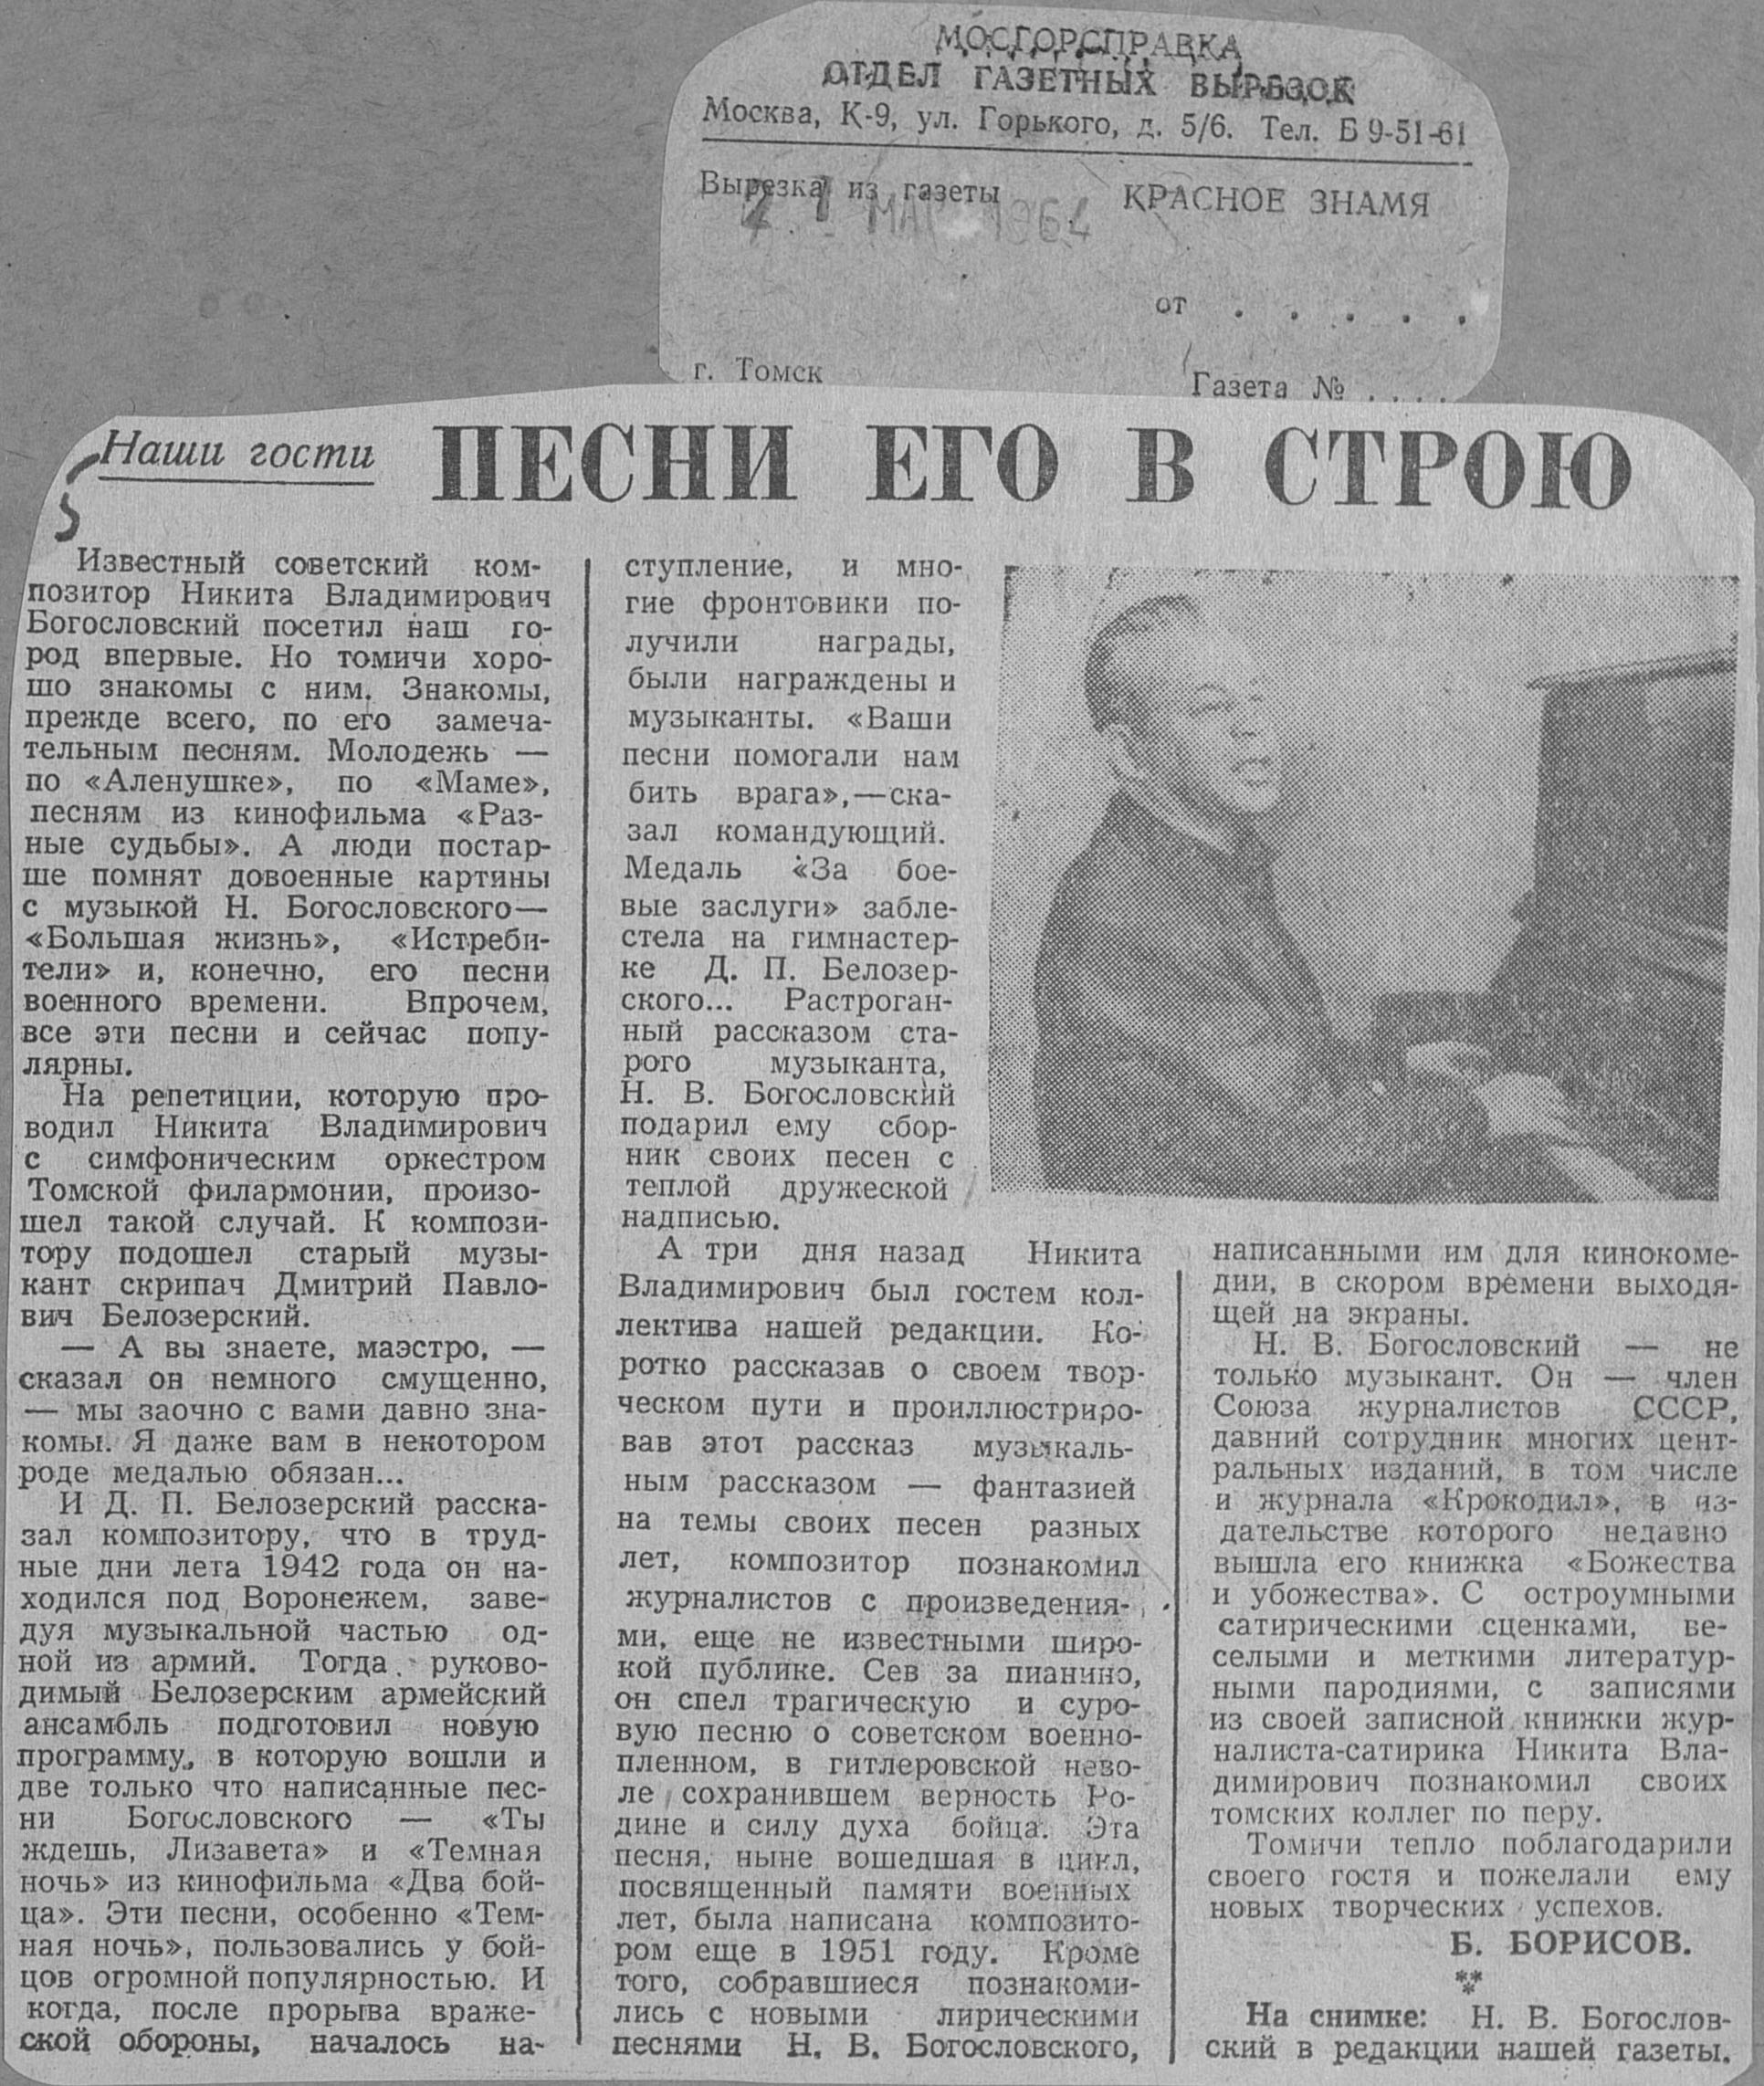 МОСГОРСПРАВКА
ОТДЕЛ ГАЗЕТНЫХ ВЫРЕЗОК
Москва, К-9, ул. Горького, д. 5/6. Тел. Б 9-51-61
Вырезка из газеты КРАСНОЕ ЗНАМЯ
1964
от . . . . .
г. Томск
Газета № . . . .
Наши гости
ПЕСНИ ЕГО В СТРОЮ
Известный советский ком-
позитор Никита Владимирович
Богословский посетил наш го-
род впервые. Но томичи хоро-
шо знакомы с ним. Знакомы,
прежде всего, по его замеча-
тельным песням. Молодежь —
по «Аленушке», по «Маме»,
песням из кинофильма «Раз-
ные судьбы». А люди постар-
ше помнят довоенные картины
с музыкой Н. Богословского—
«Большая жизнь», «Истреби-
тели» и, конечно, его песни
военного времени. Впрочем,
все эти песни и сейчас попу-
лярны.
На репетиции, которую про-
водил Никита Владимирович
с симфоническим оркестром
Томской филармонии, произо-
шел такой случай. К компози-
тору подошел старый музы-
кант скрипач Дмитрий Павло-
вич Белозерский.
— А вы знаете, маэстро, —
сказал он немного смущенно,
— мы заочно с вами давно зна-
комы. Я даже вам в некотором
роде медалью обязан...
И Д. П. Белозерский расска-
зал композитору, что в труд-
ные дни лета 1942 года он на-
ходился под Воронежем, заве-
дуя музыкальной частью од-
ной из армий. Тогда руково-
димый Белозерским армейский
ансамбль подготовил новую
программу, в которую вошли и
две только что написанные пес-
ни Богословского — «Ты
ждешь, Лизавета» и «Темная
ночь» из кинофильма «Два бой-
ца». Эти песни, особенно «Тем-
ная ночь», пользовались у бой-
цов огромной популярностью. И
когда, после прорыва враже-
ской обороны, началось на-
ступление, и мно-
гие фронтовики по-
лучили награды,
были награждены и
музыканты. «Ваши
песни помогали нам
бить врага»,—ска-
зал командующий.
Медаль «За бое-
вые заслуги» забле-
стела на гимнастер-
ке Д. П. Белозер-
ского... Растроган-
ный рассказом ста-
рого музыканта,
Н. В. Богословский
подарил ему сбор-
ник своих песен с
теплой дружеской
надписью.
А три дня назад Никита
Владимирович был гостем кол-
лектива нашей редакции. Ко-
ротко рассказав о своем твор-
ческом пути и проиллюстриро-
вав этот рассказ музыкаль-
ным рассказом — фантазией
на темы своих песен разных
лет, композитор познакомил
журналистов с произведения-
ми, еще не известными широ-
кой публике. Сев за пианино,
он спел трагическую и суро-
вую песню о советском военно-
пленном, в гитлеровской нево-
ле сохранившем верность Ро-
дине и силу духа бойца. Эта
песня, ныне вошедшая в цикл,
посвященный памяти военных
лет, была написана композито-
ром еще в 1951 году. Кроме
того, собравшиеся познакоми-
лись с новыми лирическими
песнями Н. В. Богословского,
написанными им для кинокоме-
дии, в скором времени выходя-
щей на экраны.
Н. В. Богословский — не
только музыкант. Он — член
Союза журналистов СССР,
давний сотрудник многих цент-
ральных изданий, в том числе
и журнала «Крокодил», в из-
дательстве которого недавно
вышла его книжка «Божества
и убожества». С остроумными
сатирическими сценками, ве-
селыми и меткими литератур-
ными пародиями, с записями
из своей записной книжки жур-
налиста-сатирика Никита Вла-
димирович познакомил своих
томских коллег по перу.
Томичи тепло поблагодарили
своего гостя и пожелали ему
новых творческих успехов.
Б. БОРИСОВ.
***
На снимке: Н. В. Богослов-
ский в редакции нашей газеты.